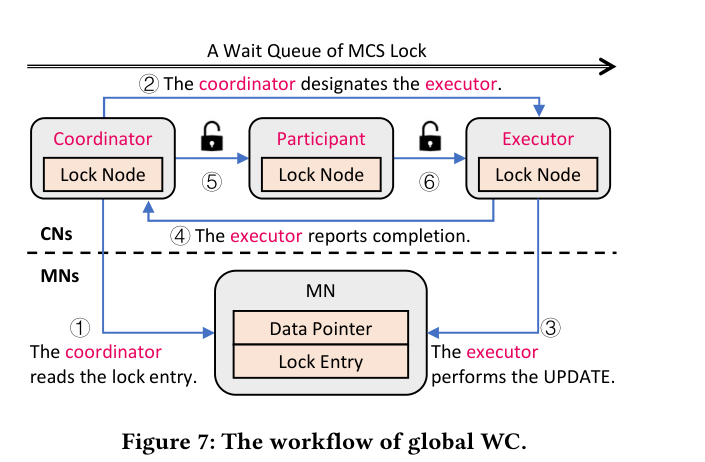 A Wait Queue of MCS Lock
② The coordinator designates the executor.
Coordinator
Lock Node
Participant
Lock Node
Executor
Lock Node
⑤
⑥
④ The executor reports completion.
CNs
MNs
MN
Data Pointer
Lock Entry
①
The coordinator
reads the lock entry.
③
The executor
performs the UPDATE.
Figure 7: The workflow of global WC.